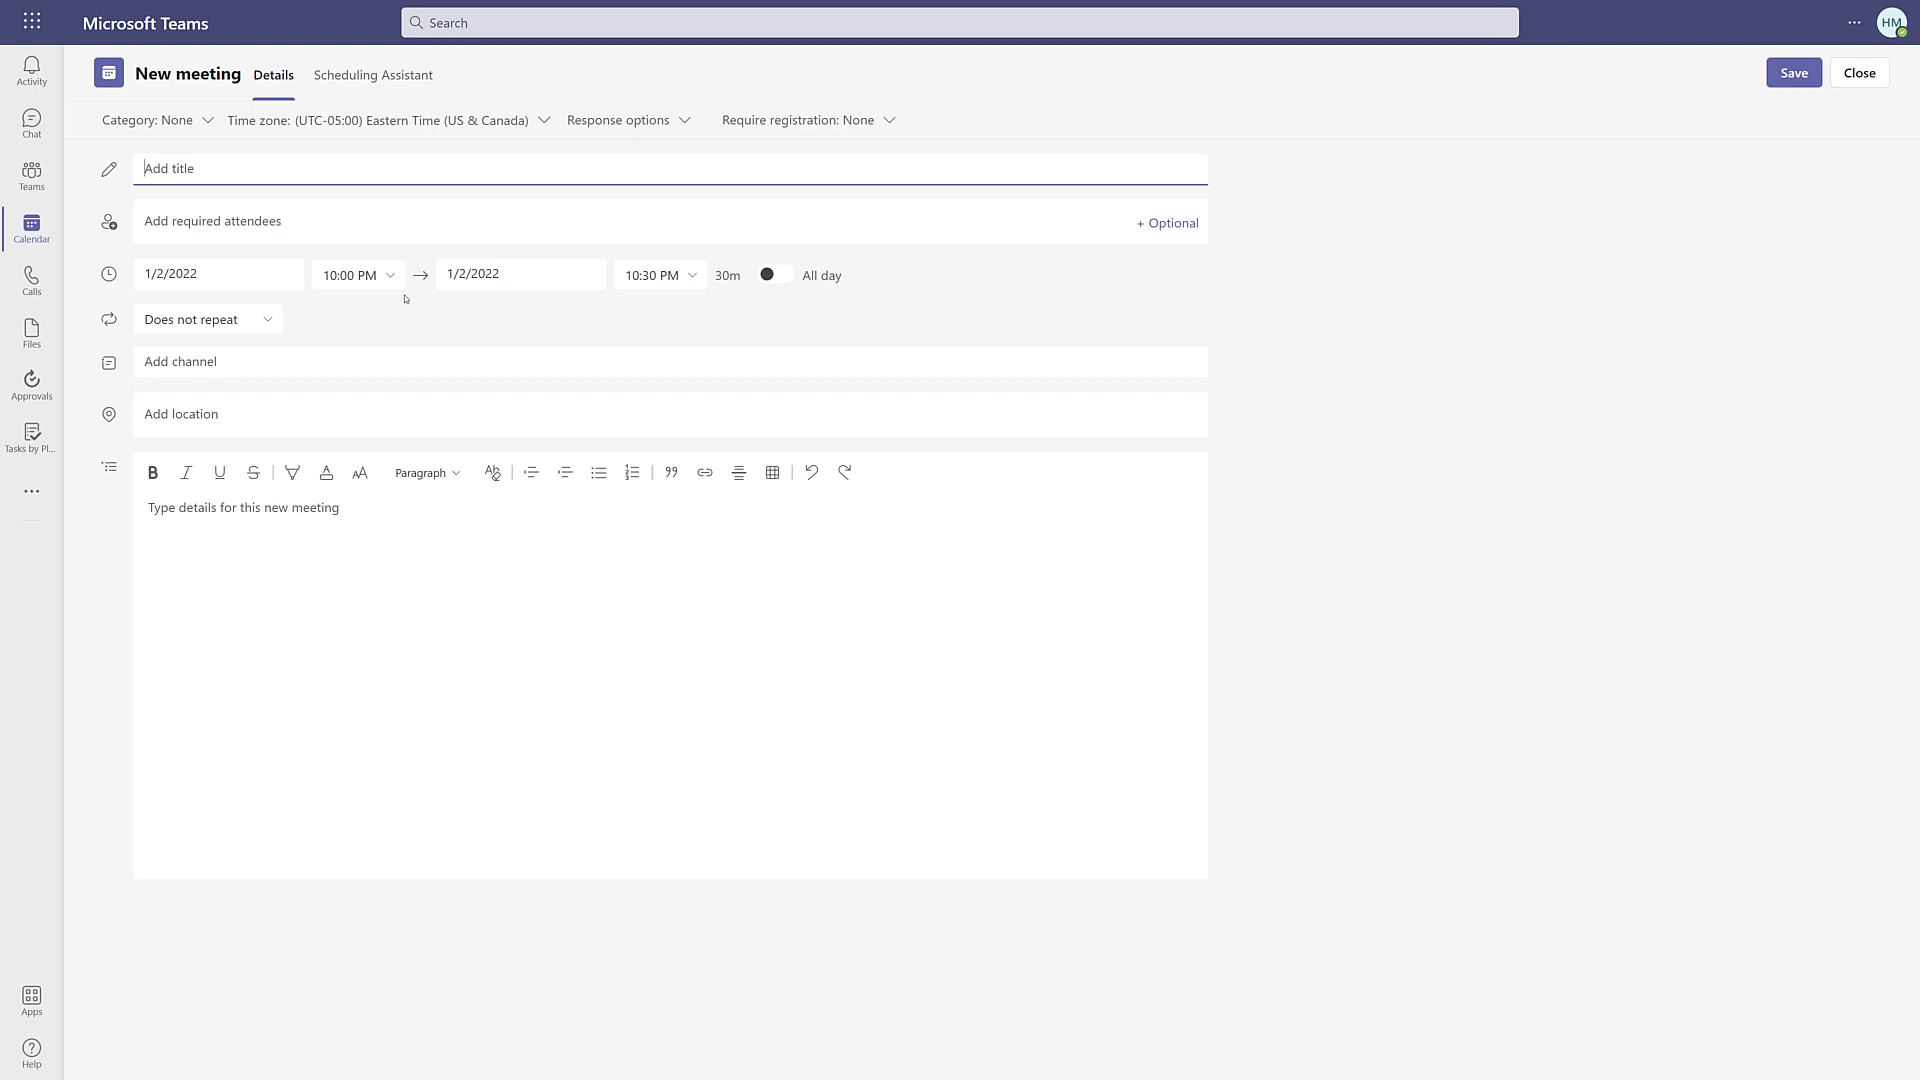 Microsoft Teams
Search
HM
Activity
Chat
Teams
Calendar
Calls
Files
Approvals
Tasks by Pl...
Apps
Help
New meeting
Details
Scheduling Assistant
Save
Close
Category: None
Time zone: (UTC-05:00) Eastern Time (US & Canada)
Response options
Require registration: None
Add title
Add required attendees
+ Optional
1/2/2022
10:00 PM
1/2/2022
10:30 PM
30m
All day
Does not repeat
Add channel
Add location
Paragraph
Type details for this new meeting